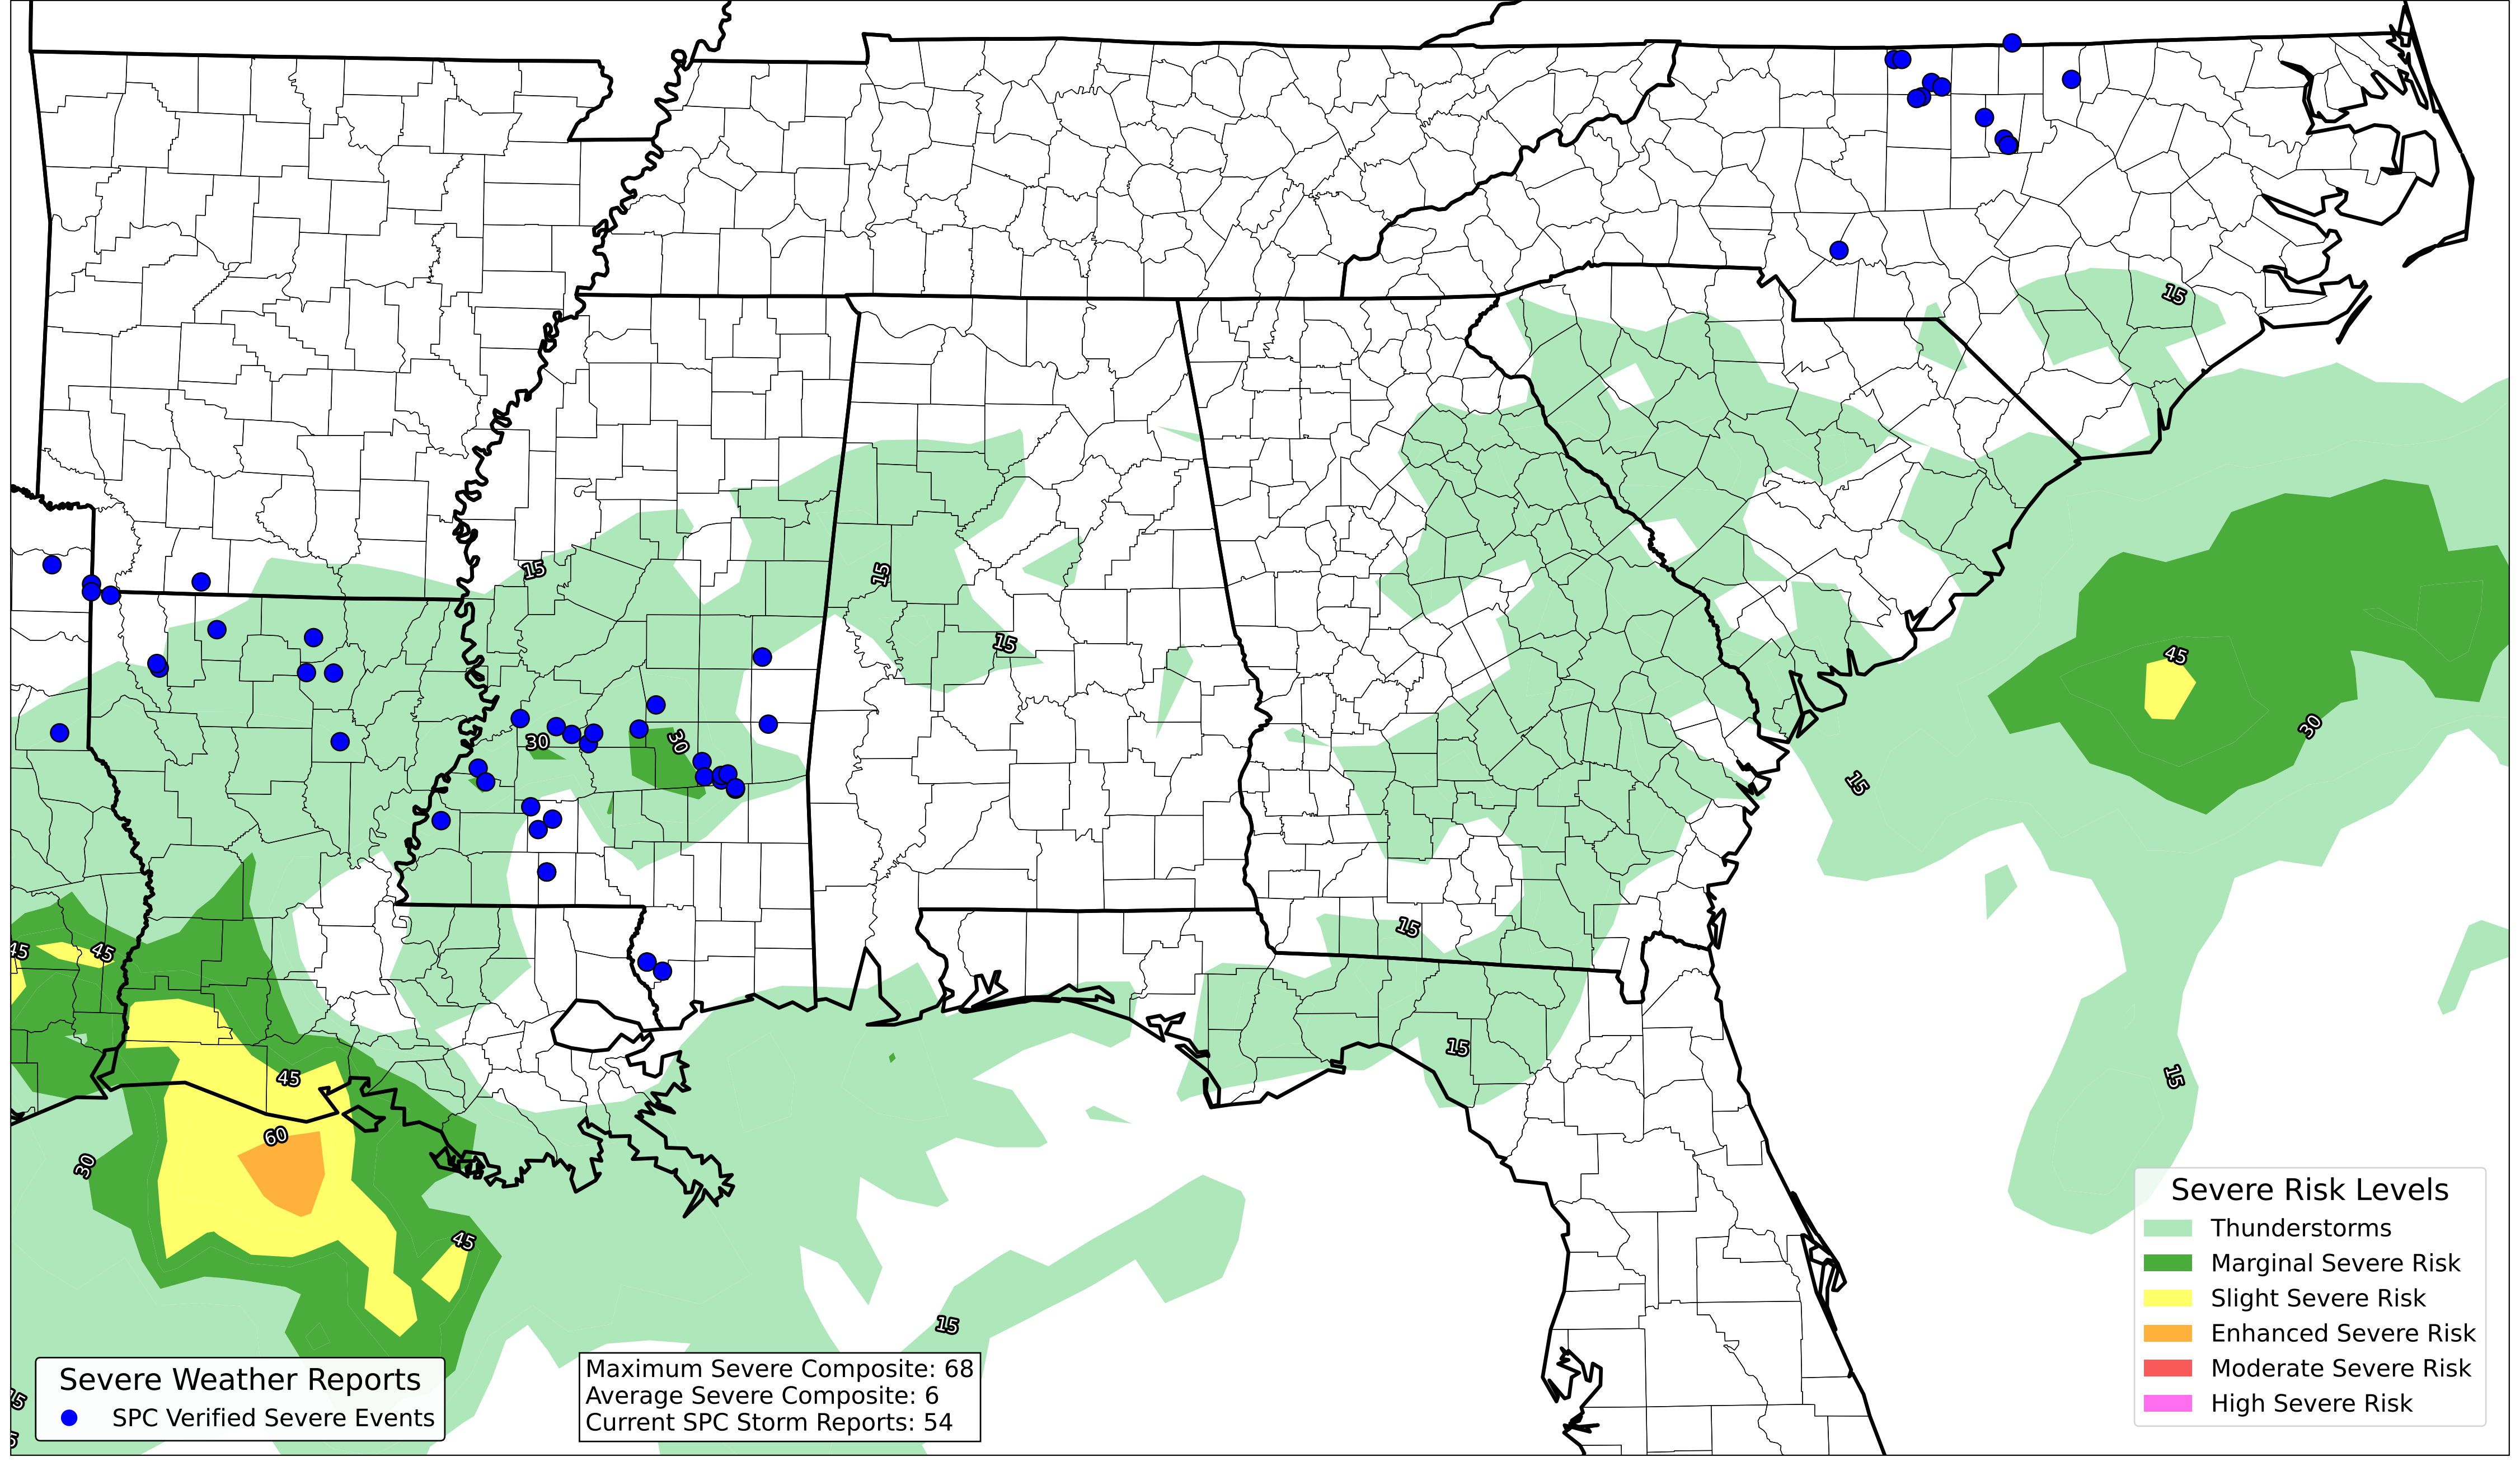 15
15
15
15
30
30
45
30
15
15
45
45
45
60
30
45
15
15
15
15
15
Severe Weather Reports
SPC Verified Severe Events
Maximum Severe Composite: 68
Average Severe Composite: 6
Current SPC Storm Reports: 54
Severe Risk Levels
Thunderstorms
Marginal Severe Risk
Slight Severe Risk
Enhanced Severe Risk
Moderate Severe Risk
High Severe Risk